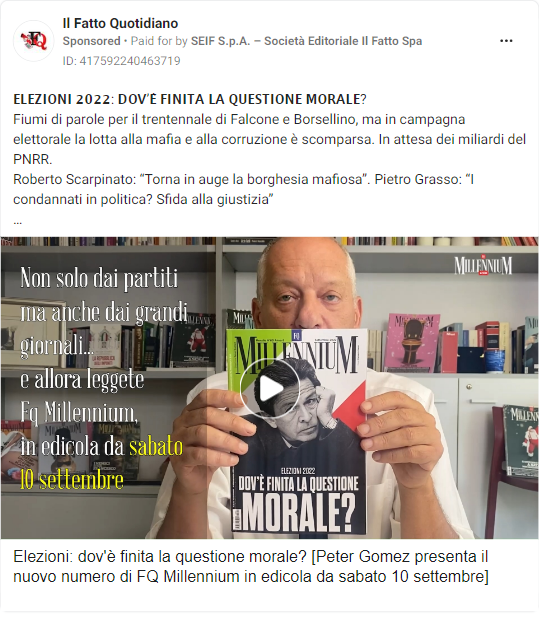 Il Fatto Quotidiano
Sponsored • Paid for by SEIF S.p.A. – Società Editoriale Il Fatto Spa
ID: 417592240463719
ELEZIONI 2022: DOV'È FINITA LA QUESTIONE MORALE?
Fiumi di parole per il trentennale di Falcone e Borsellino, ma in campagna
elettorale la lotta alla mafia e alla corruzione è scomparsa. In attesa dei miliardi del
PNRR.
Roberto Scarpinato: “Torna in auge la borghesia mafiosa”. Pietro Grasso: “I
condannati in politica? Sfida alla giustizia”
...
Non solo dai partiti
ma anche dai grandi
giornali...
e allora leggete
Fq Millennium,
in edicola da sabato
10 settembre
MILLENNIUM
FQ
MILLENNIUM
ELEZIONI 2022
DOV'È FINITA LA QUESTIONE
MORALE?
Elezioni: dov'è finita la questione morale? [Peter Gomez presenta il
nuovo numero di FQ Millennium in edicola da sabato 10 settembre]